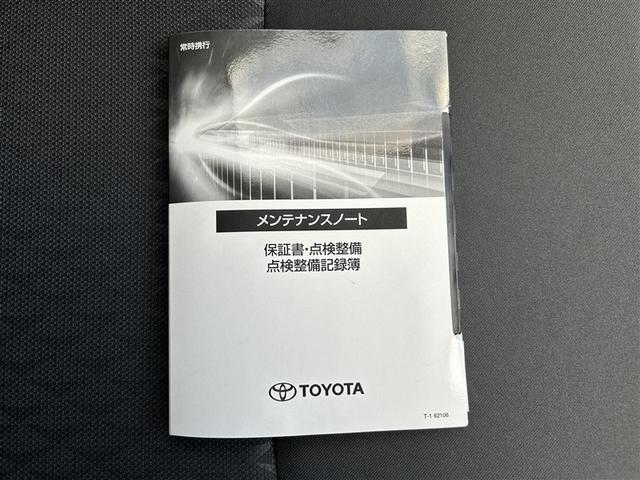 常時携行
メンテナンスノート
保証書・点検整備
点検整備記録簿
TOYOTA
T-1 62106